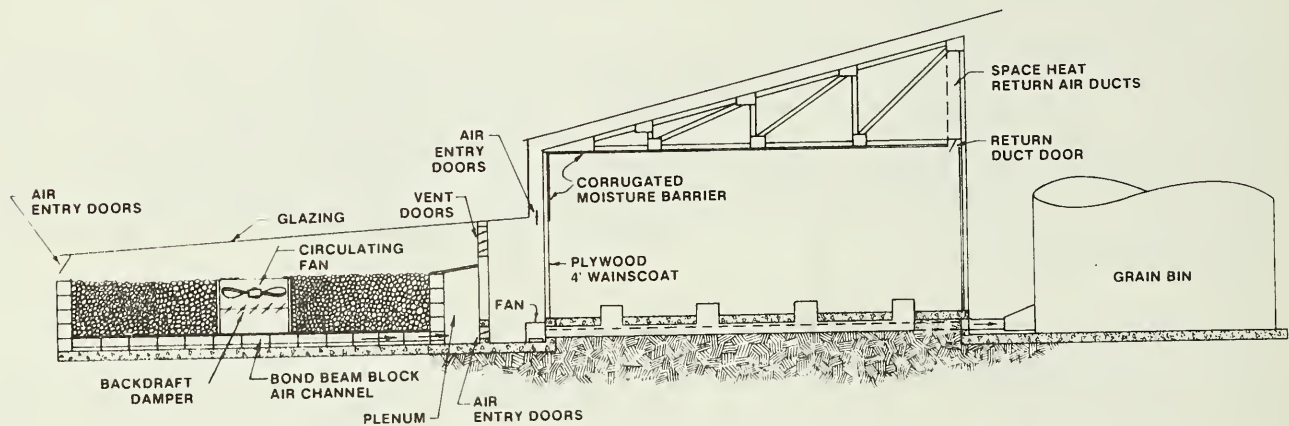 SPACE HEAT
RETURN AIR DUCTS
AIR
ENTRY DOORS
RETURN
DUCT DOOR
AIR
ENTRY DOORS
VENT
DOORS
CORRUGATED
MOISTURE BARRIER
GLAZING
CIRCULATING
FAN
PLYWOOD
4' WAINSCOAT
FAN
GRAIN BIN
BACKDRAFT
DAMPER
BOND BEAM BLOCK
AIR CHANNEL
PLENUM
AIR
ENTRY DOORS